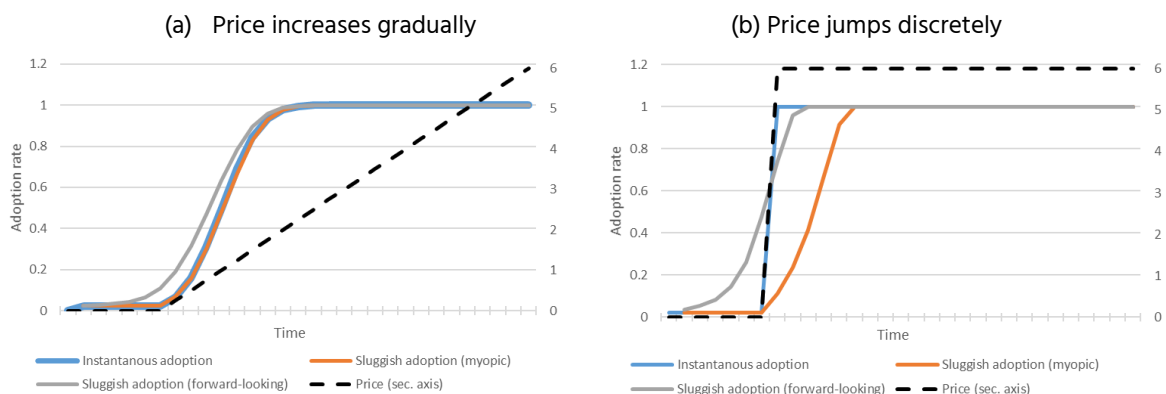 (a) Price increases gradually
1.2
1
0.8
0.6
0.4
0.2
0
6
5
4
3
2
1
0
Adoption rate
Time
Instantanous adoption
Sluggish adoption (myopic)
Sluggish adoption (forward-looking)
Price (sec. axis)
(b) Price jumps discretely
1.2
1
0.8
0.6
0.4
0.2
0
6
5
4
3
2
1
0
Adoption rate
Time
Instantanous adoption
Sluggish adoption (myopic)
Sluggish adoption (forward-looking)
Price (sec. axis)